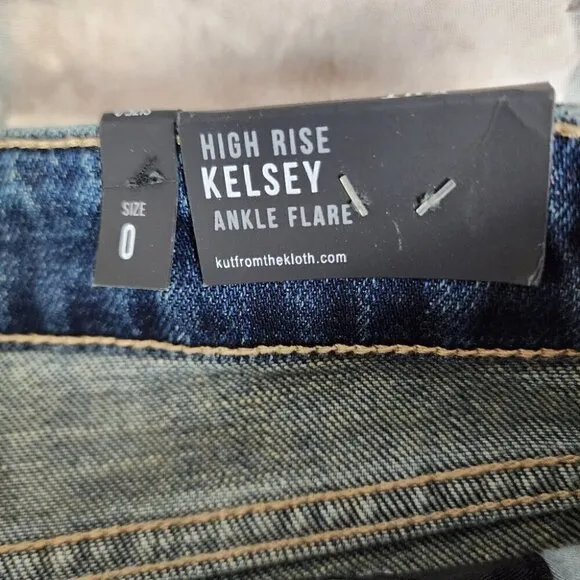 SIZE
0
HIGH RISE
KELSEY
ANKLE FLARE
kutfromthekloth.com